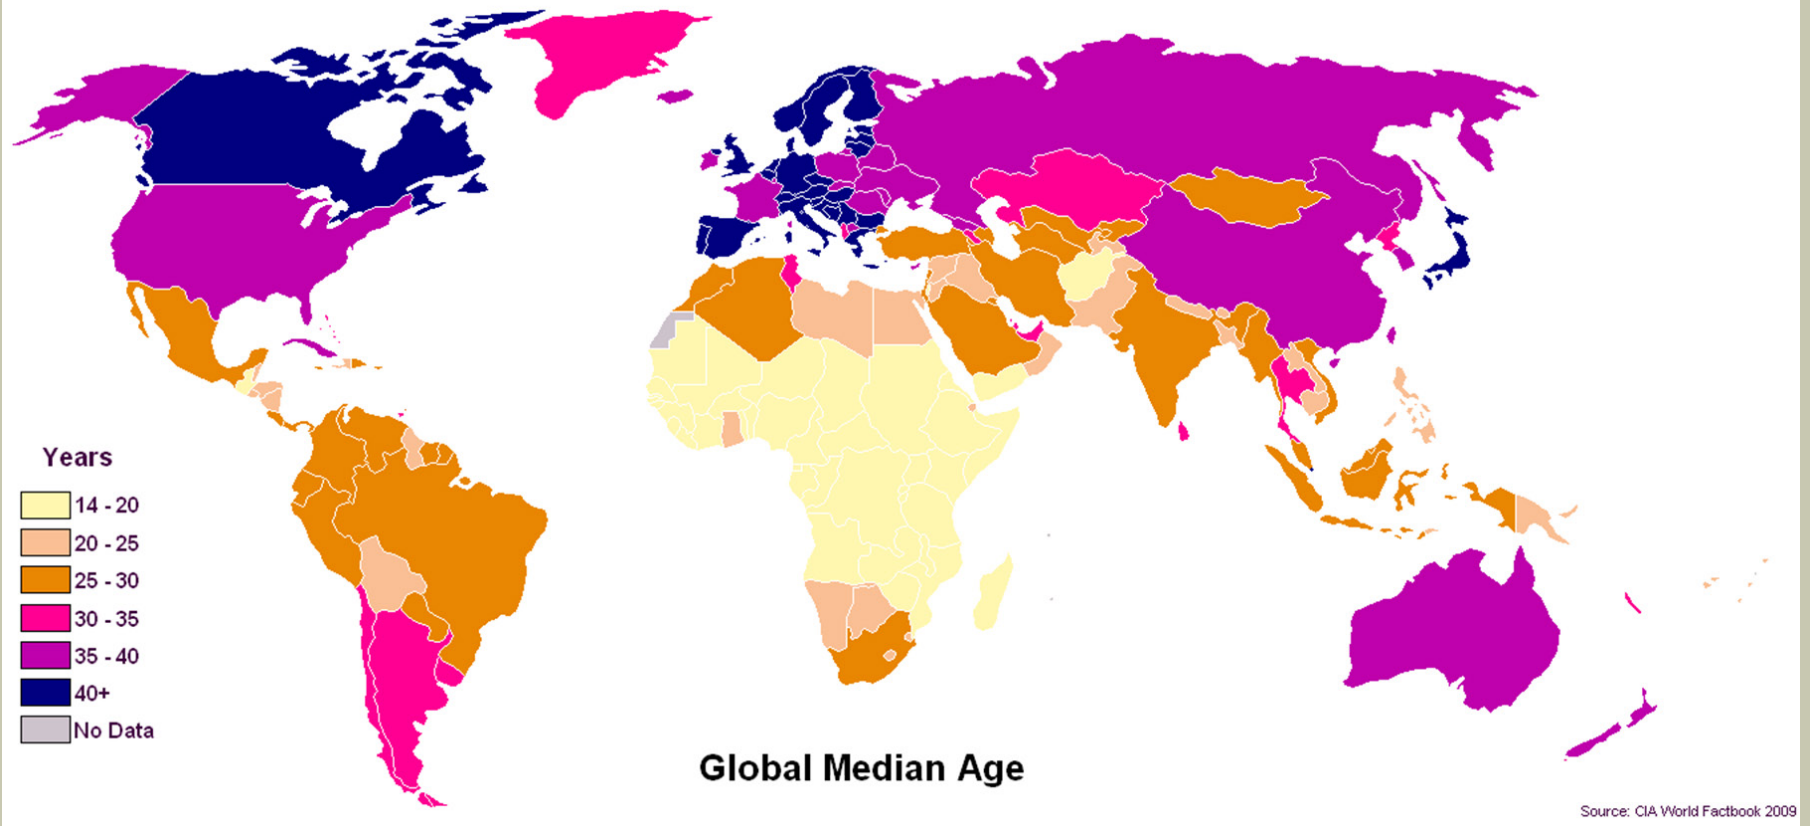 Years
14 - 20
20 - 25
25 - 30
30 - 35
35 - 40
40+
No Data
Global Median Age
Source: CIA World Factbook 2009